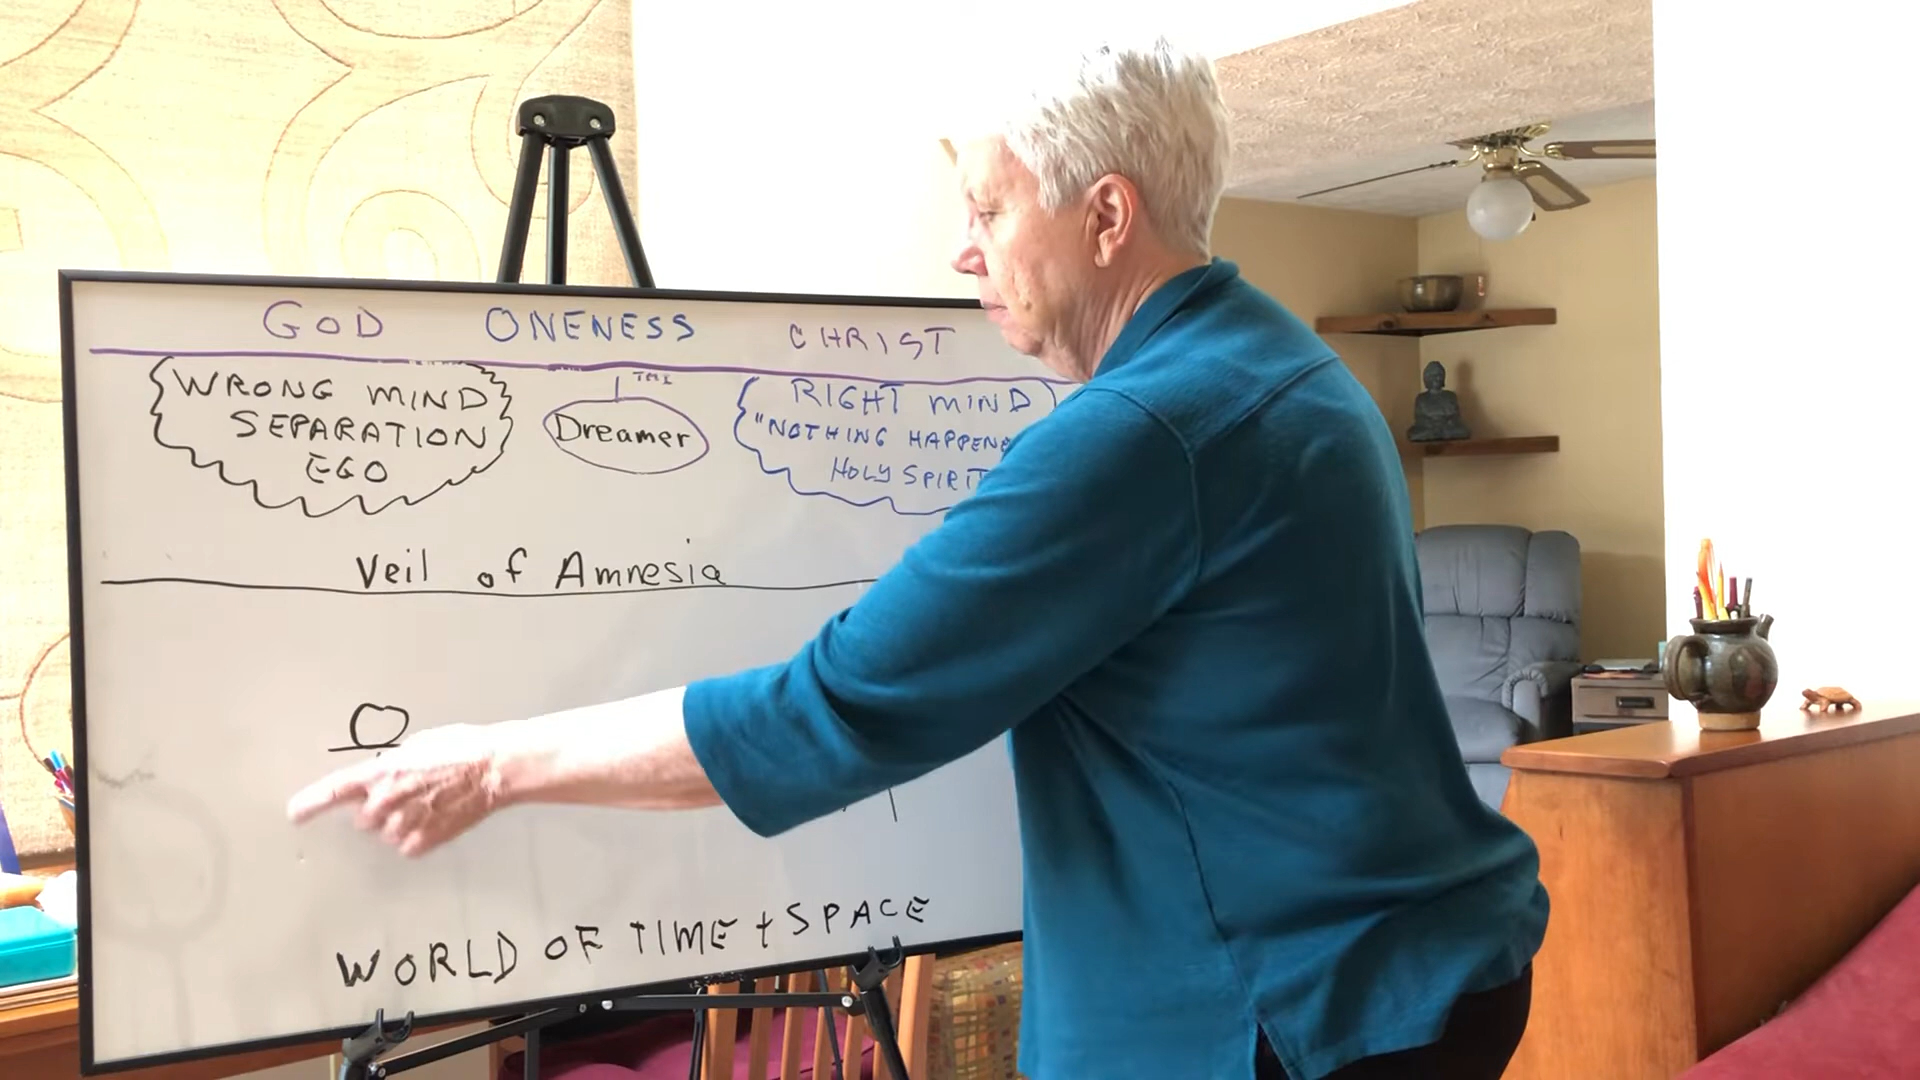 GOD ONENESS CHRIST
TMI
WRONG MIND
SEPARATION
EGO
Dreamer
RIGHT MIND
"NOTHING HAPPENE
HOLY SPIRIT
Veil of Amnesia
WORLD OF TIME + SPACE